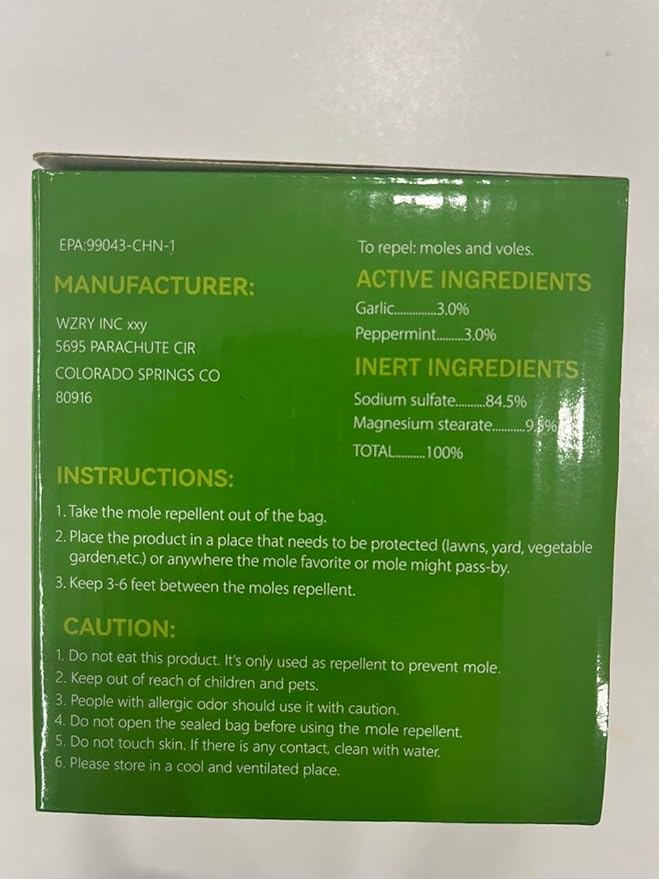 EPA:99043-CHN-1
MANUFACTURER:
WZRY INC xxy
5695 PARACHUTE CIR
COLORADO SPRINGS CO
80916
To repel: moles and voles.
ACTIVE INGREDIENTS
Garlic..............3.0%
Peppermint.........3.0%
INERT INGREDIENTS
Sodium sulfate..........84.5%
Magnesium stearate...........9.5%
TOTAL..........100%
INSTRUCTIONS:
1. Take the mole repellent out of the bag.
2. Place the product in a place that needs to be protected (lawns, yard, vegetable
garden,etc.) or anywhere the mole favorite or mole might pass-by.
3. Keep 3-6 feet between the moles repellent.
CAUTION:
1. Do not eat this product. It's only used as repellent to prevent mole.
2. Keep out of reach of children and pets.
3. People with allergic odor should use it with caution.
4. Do not open the sealed bag before using the mole repellent.
5. Do not touch skin. If there is any contact, clean with water.
6. Please store in a cool and ventilated place.